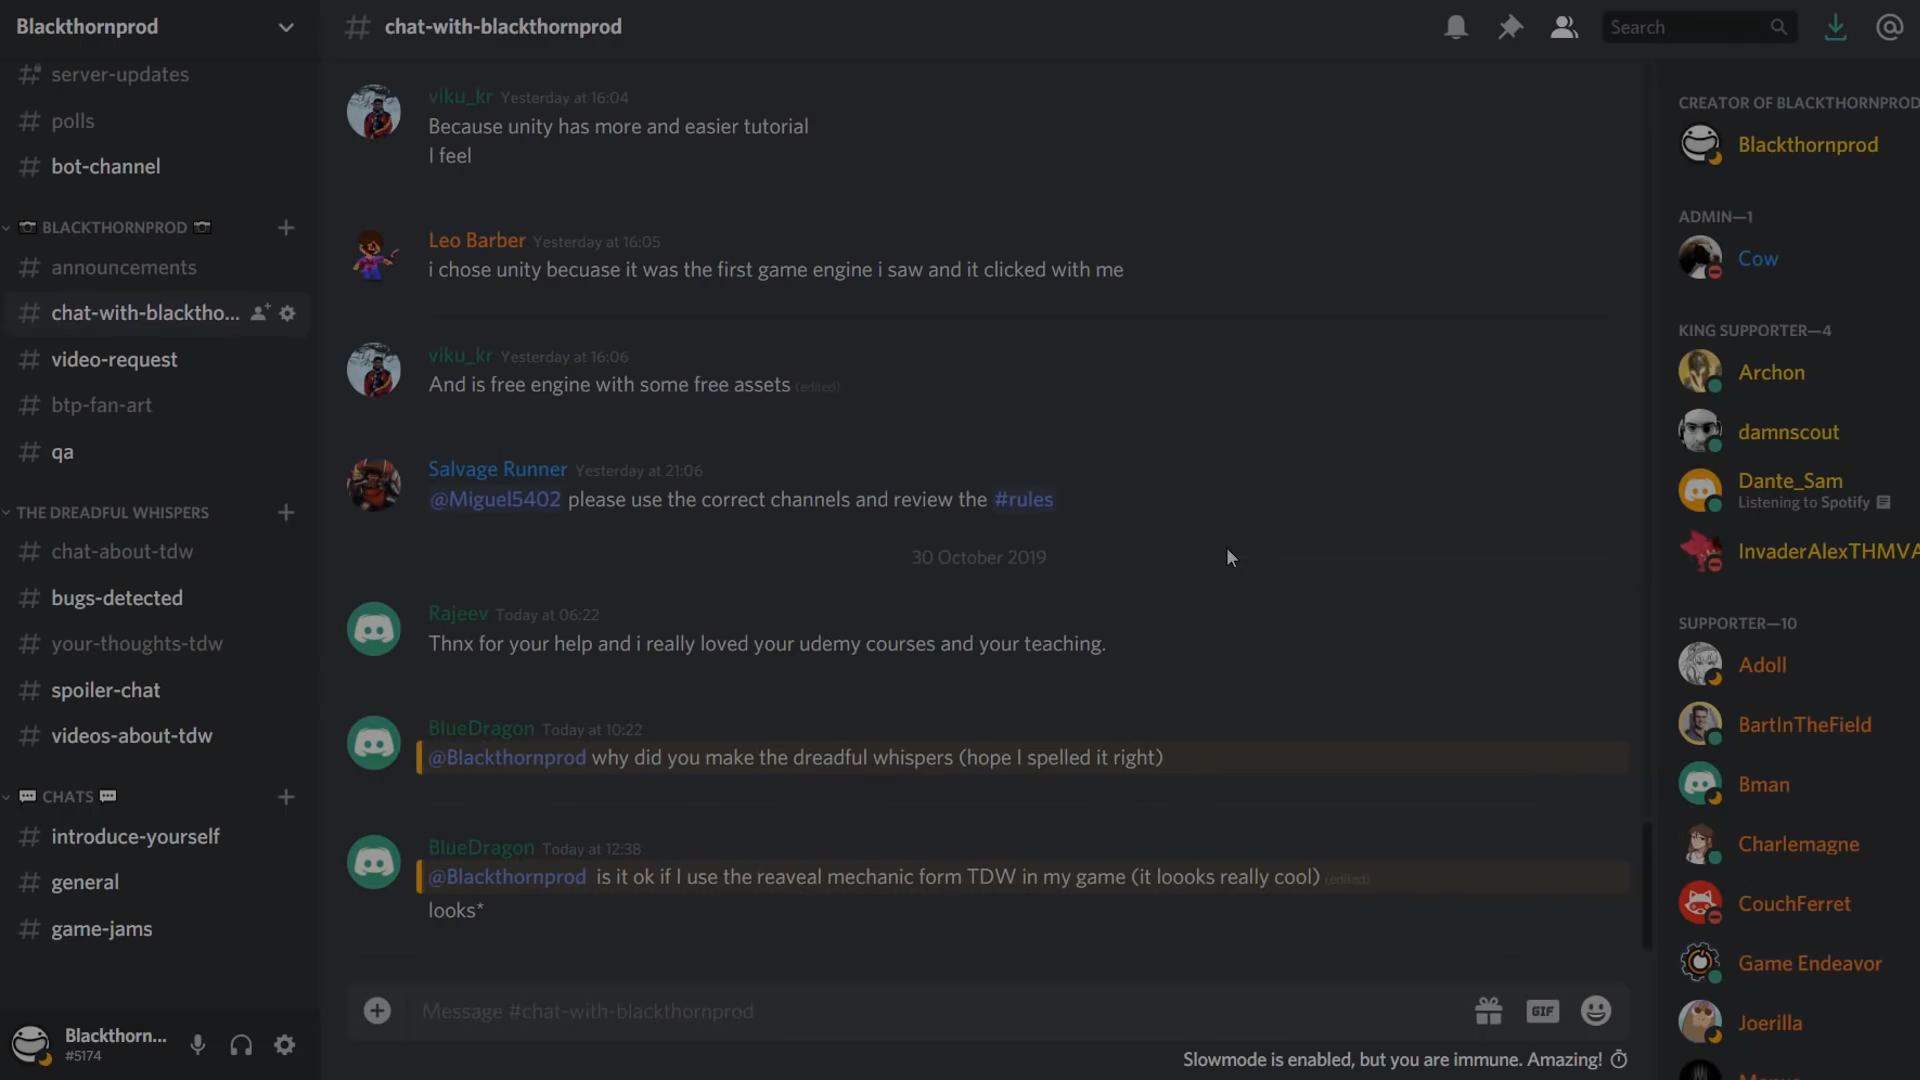 Blackthornprod
server-updates
polls
bot-channel
BLACKTHORNPROD
announcements
chat-with-blacktho...
video-request
btp-fan-art
qa
THE DREADFUL WHISPERS
chat-about-tdw
bugs-detected
your-thoughts-tdw
spoiler-chat
videos-about-tdw
CHATS
introduce-yourself
general
game-jams
Blackthorn...
#5174
# chat-with-blackthornprod
Search
viku_kr Yesterday at 16:04
Because unity has more and easier tutorial
I feel
Leo Barber Yesterday at 16:05
i chose unity becuase it was the first game engine i saw and it clicked with me
viku_kr Yesterday at 16:06
And is free engine with some free assets (edited)
Salvage Runner Yesterday at 21:06
@Miguel5402 please use the correct channels and review the #rules
30 October 2019
Rajeev Today at 06:22
Thnx for your help and i really loved your udemy courses and your teaching.
BlueDragon Today at 10:22
@Blackthornprod why did you make the dreadful whispers (hope I spelled it right)
BlueDragon Today at 12:38
@Blackthornprod is it ok if I use the reaveal mechanic form TDW in my game (it loooks really cool) (edited)
looks*
Message #chat-with-blackthornprod
GIF
Slowmode is enabled, but you are immune. Amazing!
CREATOR OF BLACKTHORNPROD
Blackthornprod
ADMIN—1
Cow
KING SUPPORTER—4
Archon
damnscout
Dante_Sam
Listening to Spotify
InvaderAlexTHMVA
SUPPORTER—10
Adoll
BartInTheField
Bman
Charlemagne
CouchFerret
Game Endeavor
Joerilla